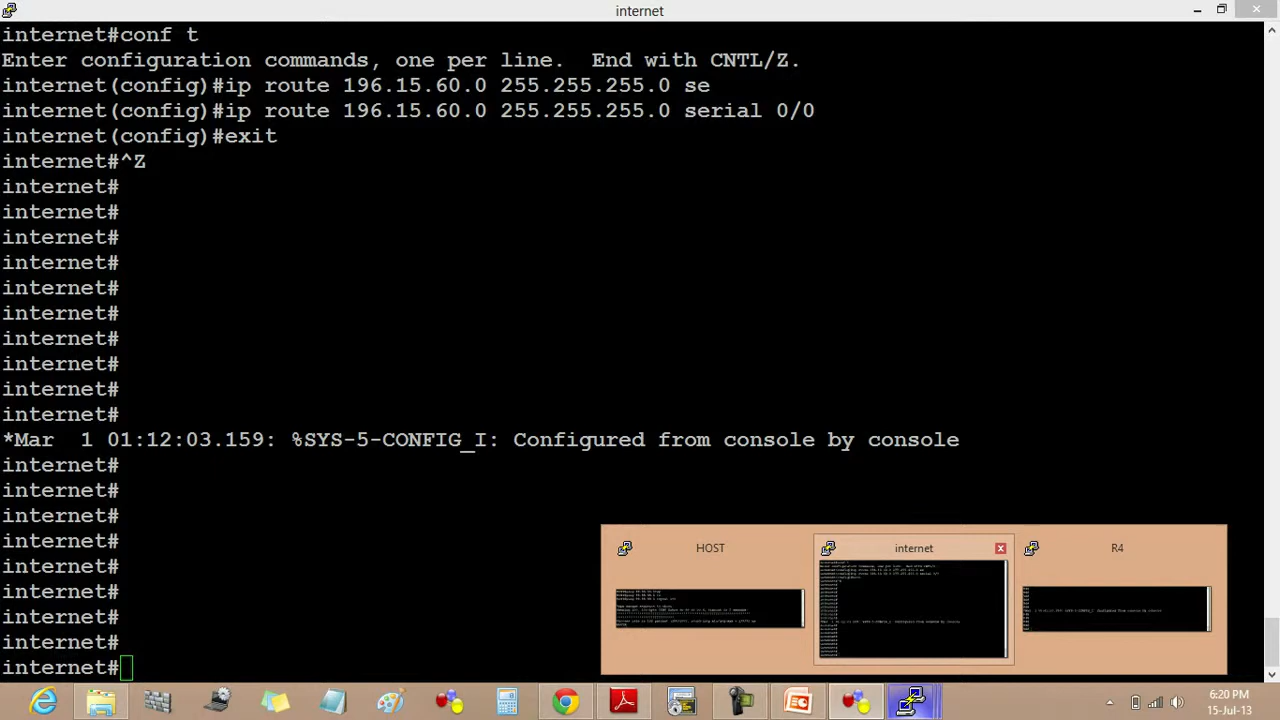 internet
internet#conf t
Enter configuration commands, one per line.  End with CNTL/Z.
internet(config)#ip route 196.15.60.0 255.255.255.0 se
internet(config)#ip route 196.15.60.0 255.255.255.0 serial 0/0
internet(config)#exit
internet#^Z
internet#
internet#
internet#
internet#
internet#
internet#
internet#
internet#
internet#
internet#
*Mar  1 01:12:03.159: %SYS-5-CONFIG_I: Configured from console by console
internet#
internet#
internet#
internet#
internet#
internet#
internet#
internet#
internet#
HOST
internet
R4
6:20 PM
15-Jul-13